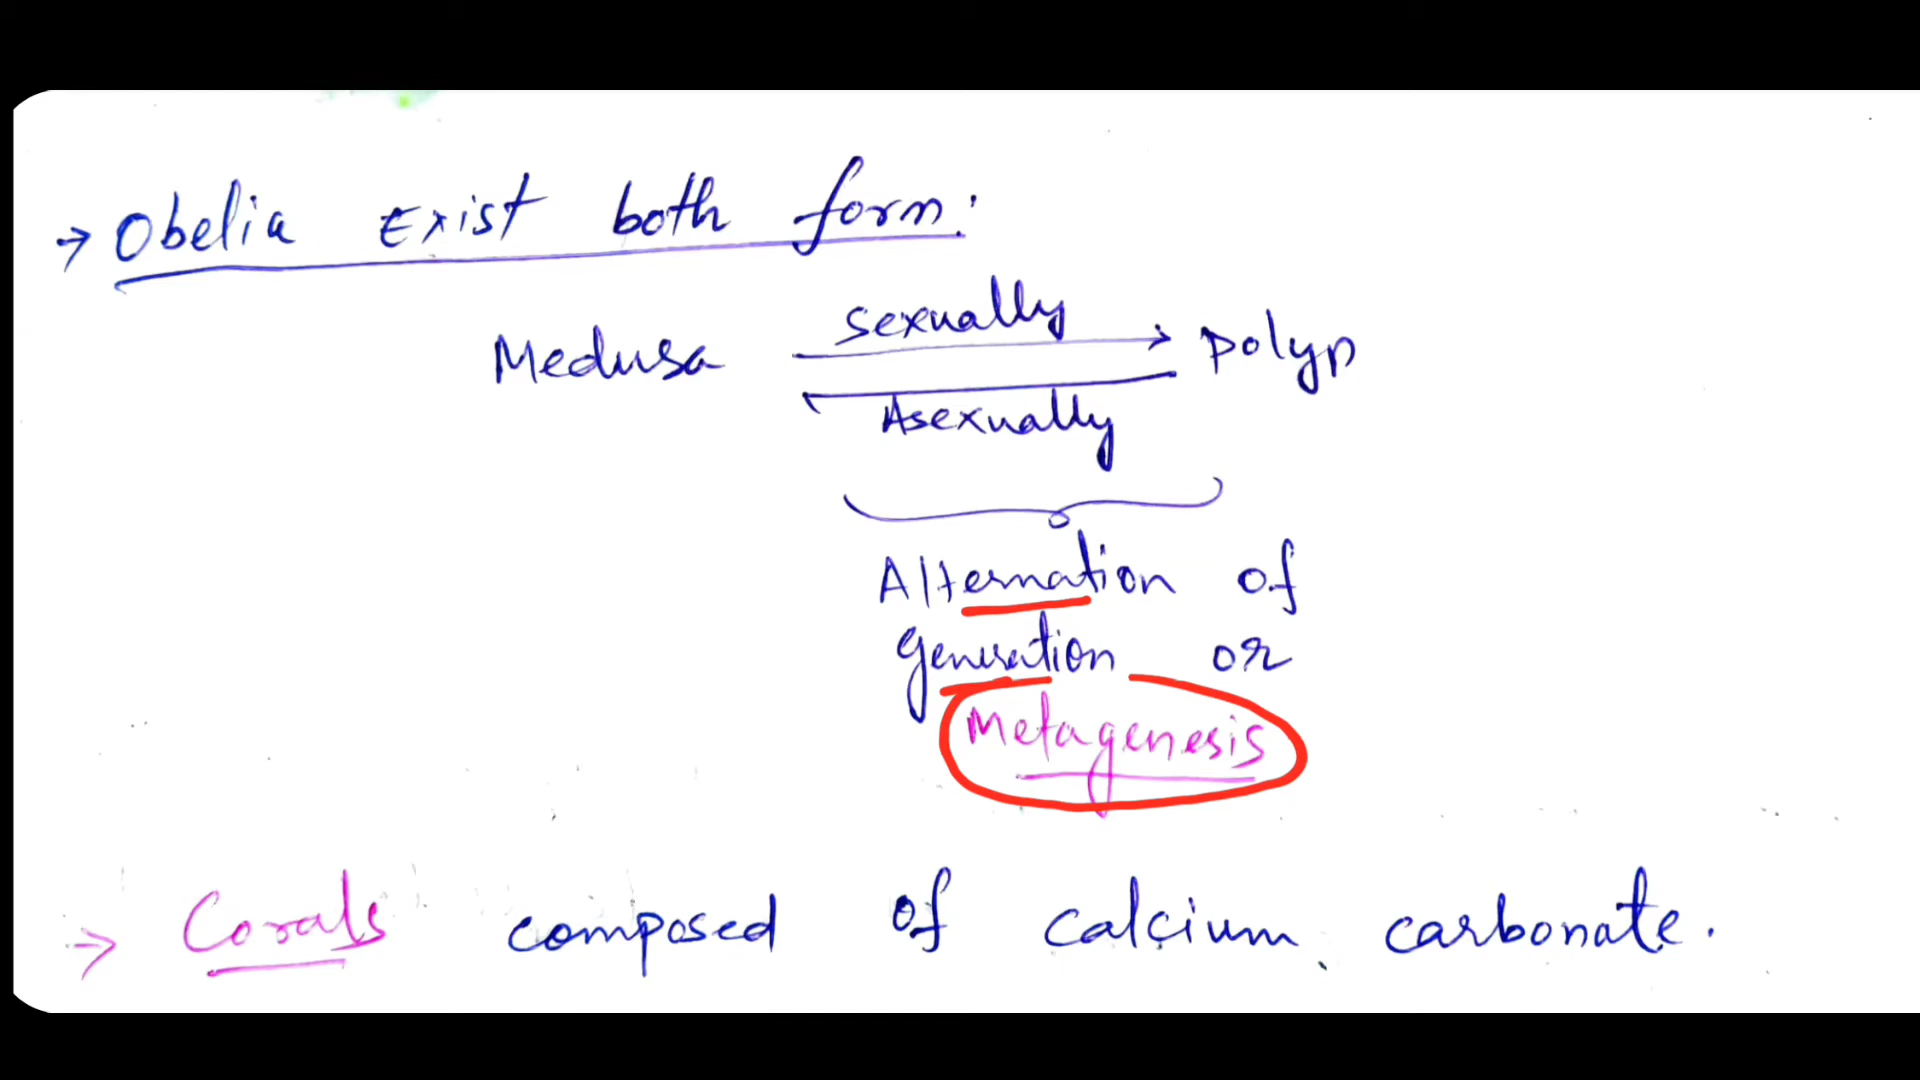 → Obelia Exist both form:
sexually
Medusa polyp
Asexually
Alternation of
generation or
Metagenesis
→ Corals composed of calcium carbonate.